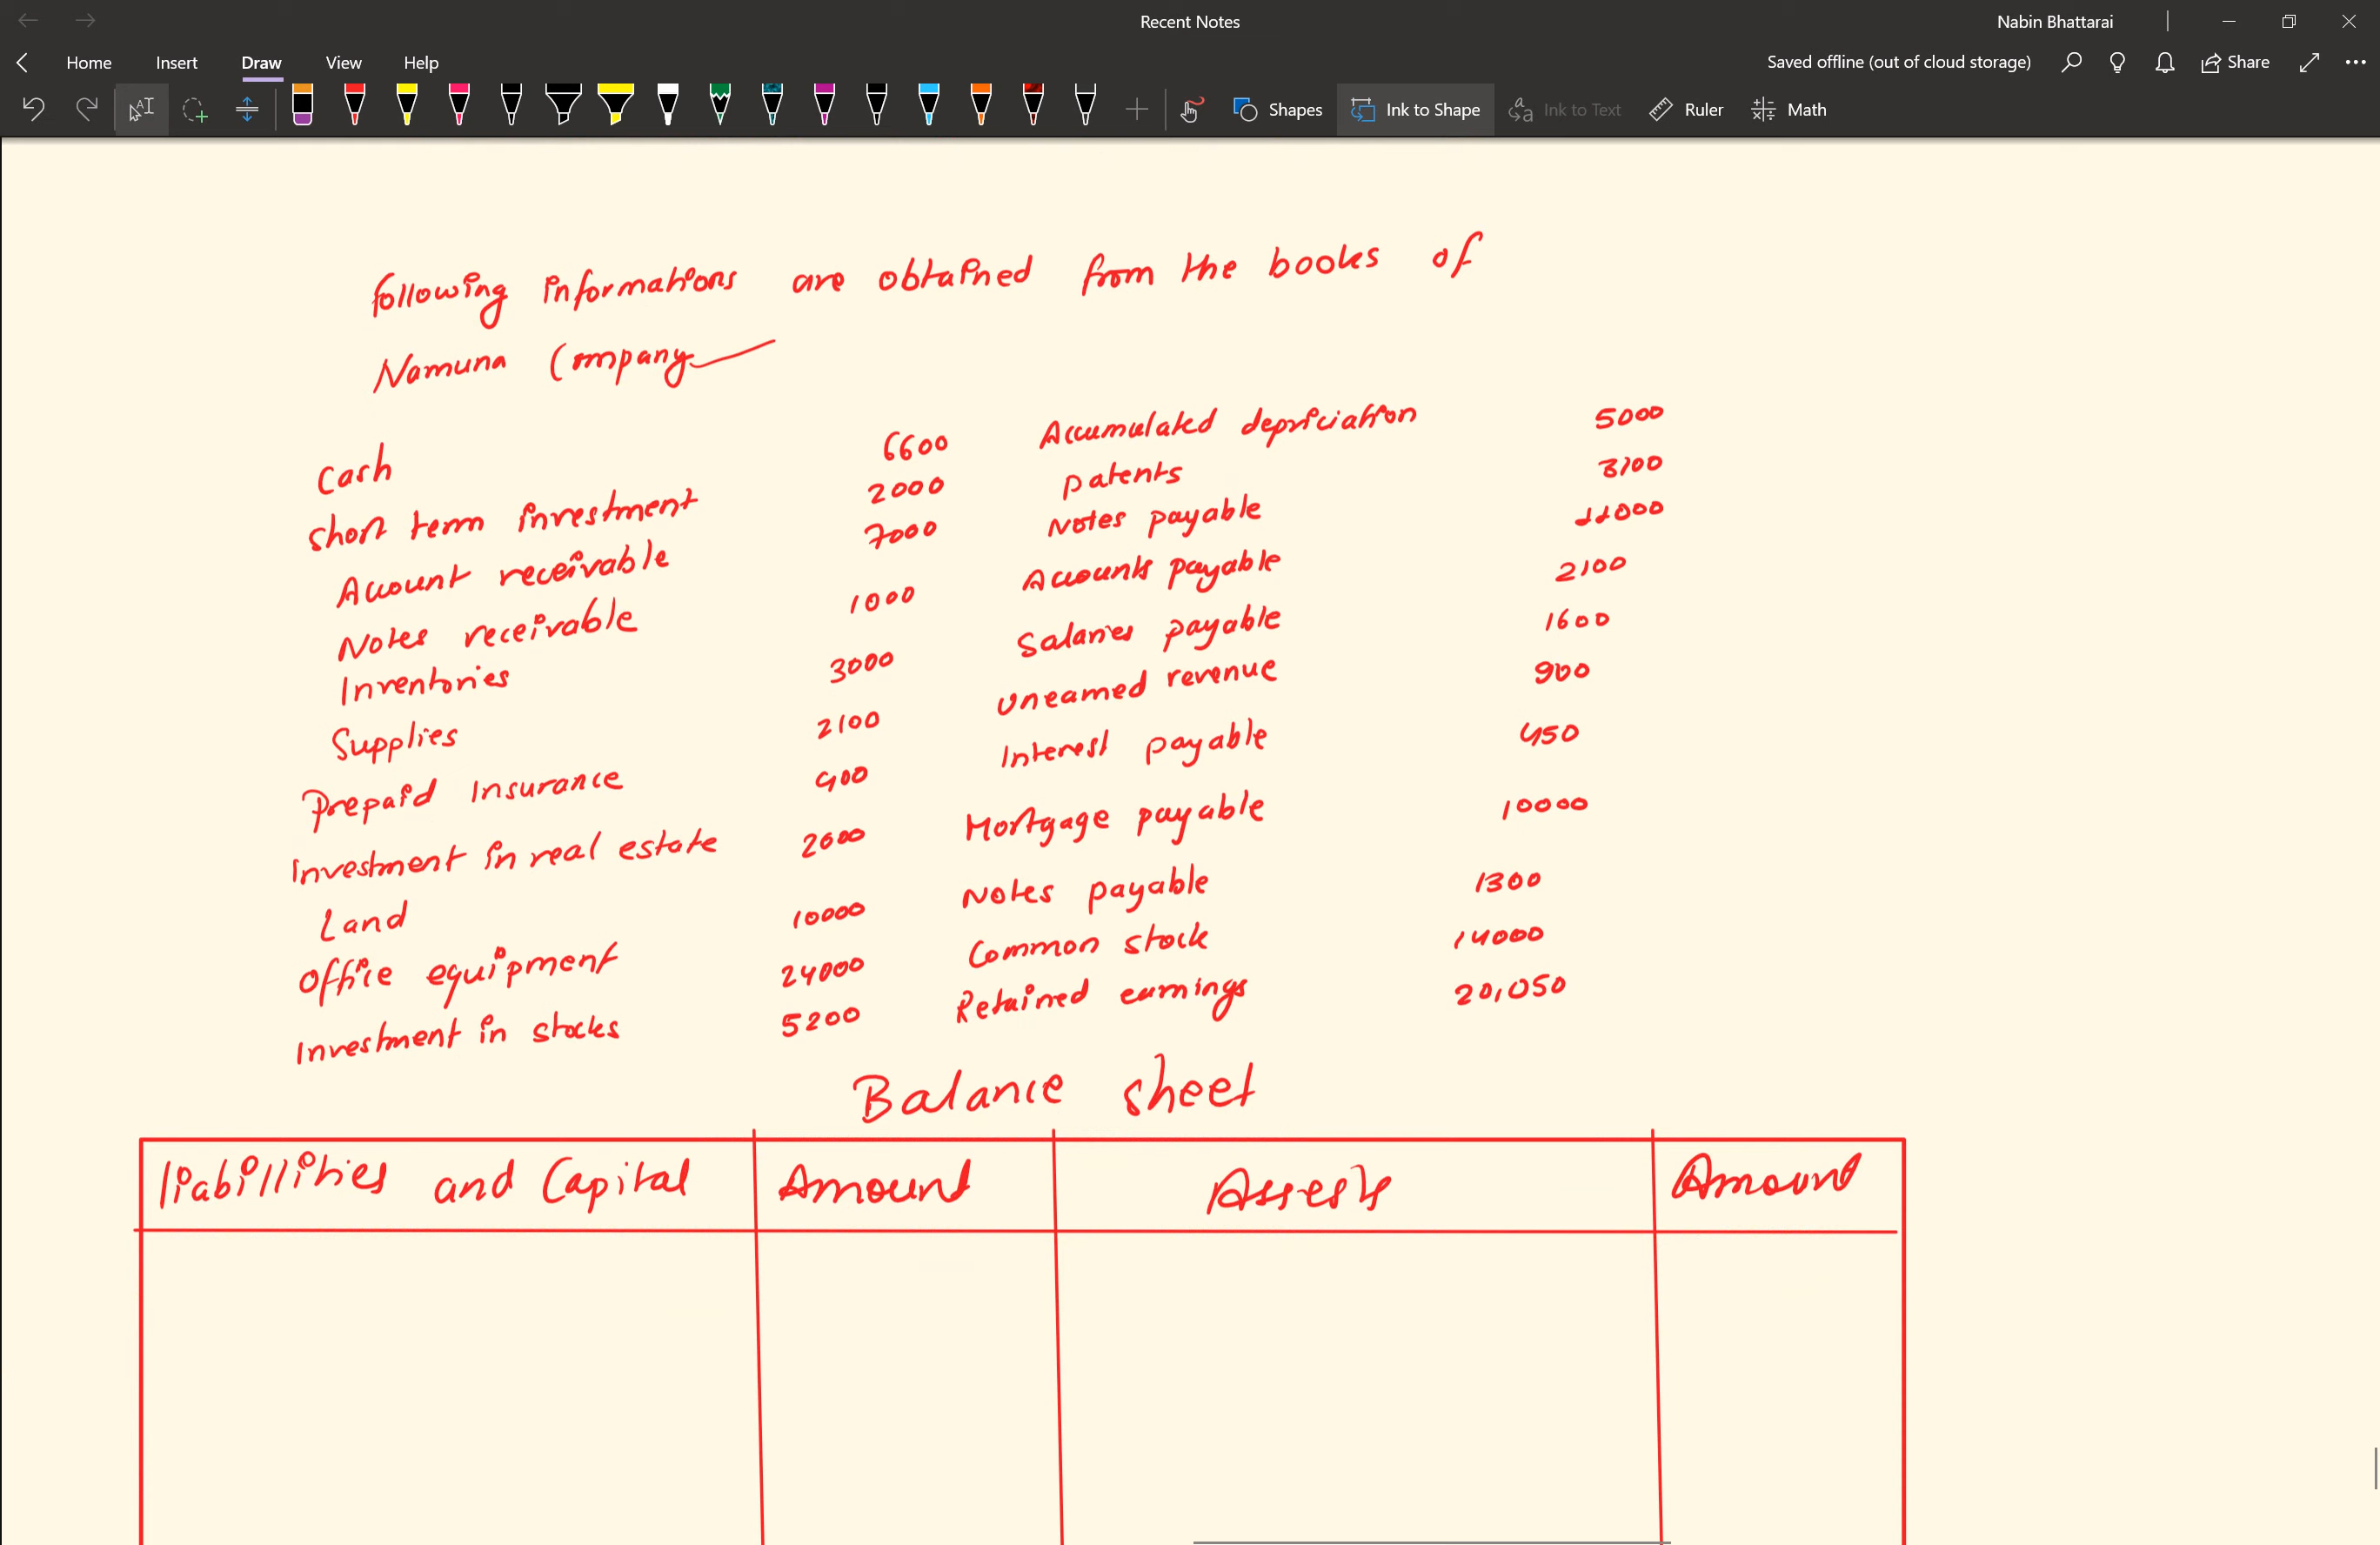 Recent Notes
Nabin Bhattarai
Home Insert Draw View Help
Saved offline (out of cloud storage)
Share
Shapes
Ink to Shape
Ink to Text
Ruler
Math
following informations are obtained from the books of
Namuna Company
Cash 6600 Accumulated depriciation 5000
Short term investment 2000 Patents 3100
Account receivable 7000 Notes payable 11000
Notes receivable 1000 Accounts payable 2100
Inventories 3000 Salaries payable 1600
Supplies 2100 Unearned revenue 900
Prepaid Insurance 400 Interest payable 450
Investment in real estate 2000 Mortgage payable 10000
Land 10000 Notes payable 1300
Office equipment 24000 Common stock 14000
Investment in stocks 5200 Retained earnings 20,050
Balance sheet
liabilities and Capital Amount Assests Amount